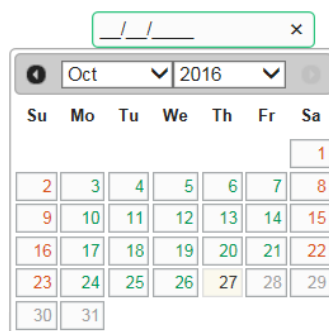 __/__/____ ×
Oct 2016
Su Mo Tu We Th Fr Sa
1
2 3 4 5 6 7 8
9 10 11 12 13 14 15
16 17 18 19 20 21 22
23 24 25 26 27 28 29
30 31